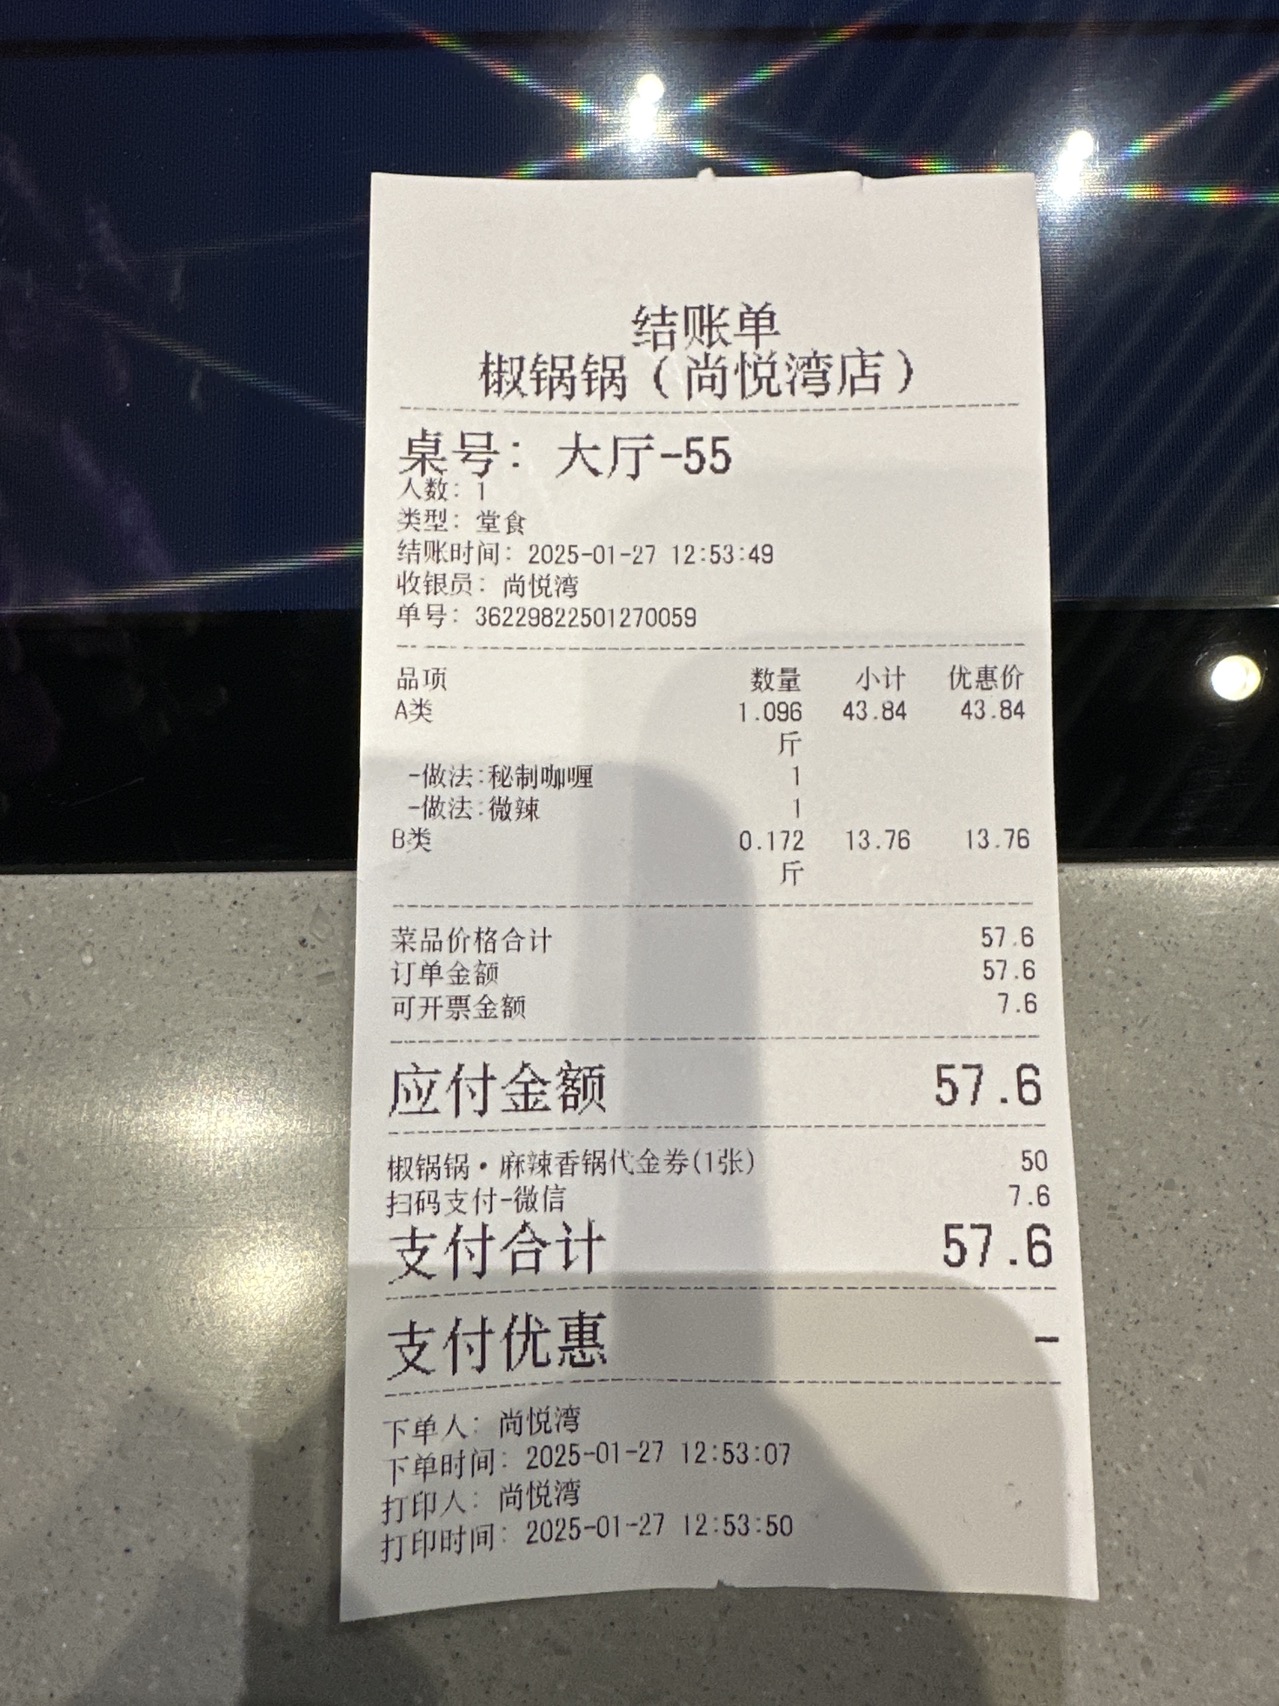 结账单
椒锅锅（尚悦湾店）
桌号：大厅-55
人数：1
类型：堂食
结账时间：2025-01-27 12:53:49
收银员：尚悦湾
单号：36229822501270059
品项 数量 小计 优惠价
A类 1.096 43.84 43.84
斤
-做法:秘制咖喱 1
-做法:微辣 1
B类 0.172 13.76 13.76
斤
菜品价格合计 57.6
订单金额 57.6
可开票金额 7.6
应付金额 57.6
椒锅锅·麻辣香锅代金券(1张) 50
扫码支付-微信 7.6
支付合计 57.6
支付优惠 -
下单人：尚悦湾
下单时间：2025-01-27 12:53:07
打印人：尚悦湾
打印时间：2025-01-27 12:53:50